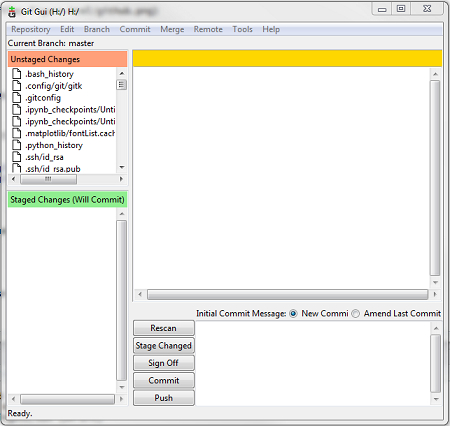 Git Gui (H:/) H:/
Repository Edit Branch Commit Merge Remote Tools Help
Current Branch: master
Unstaged Changes
.bash_history
.config/git/gitk
.gitconfig
.ipynb_checkpoints/Unti
.ipynb_checkpoints/Unti
.matplotlib/fontList.cach
.python_history
.ssh/id_rsa
.ssh/id_rsa.pub
Staged Changes (Will Commit)
Initial Commit Message: New Commi Amend Last Commit
Rescan
Stage Changed
Sign Off
Commit
Push
Ready.